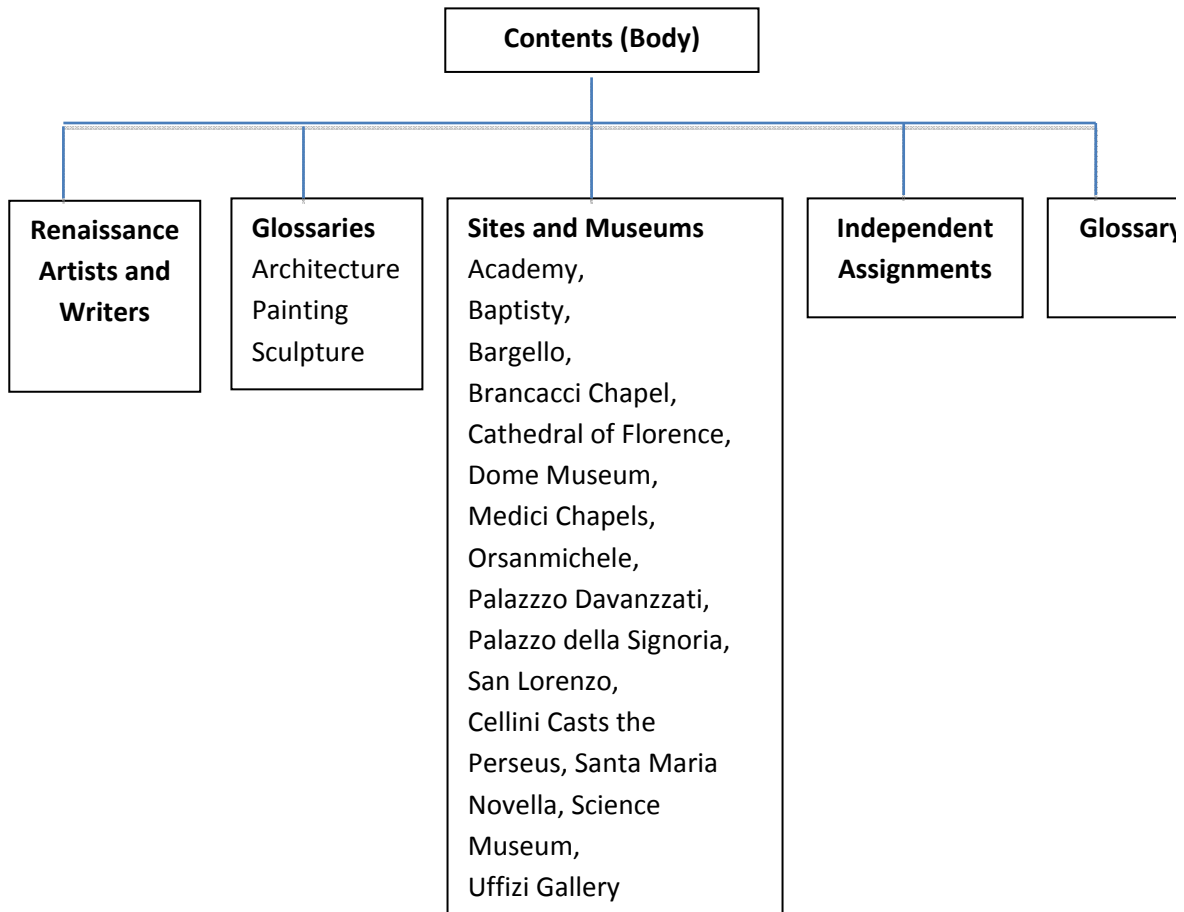 Contents (Body)
Renaissance
Artists and
Writers
Glossaries
Architecture
Painting
Sculpture
Sites and Museums
Academy,
Baptisty,
Bargello,
Brancacci Chapel,
Cathedral of Florence,
Dome Museum,
Medici Chapels,
Orsanmichele,
Palazzzo Davanzzati,
Palazzo della Signoria,
San Lorenzo,
Cellini Casts the
Perseus, Santa Maria
Novella, Science
Museum,
Uffizi Gallery
Independent
Assignments
Glossary